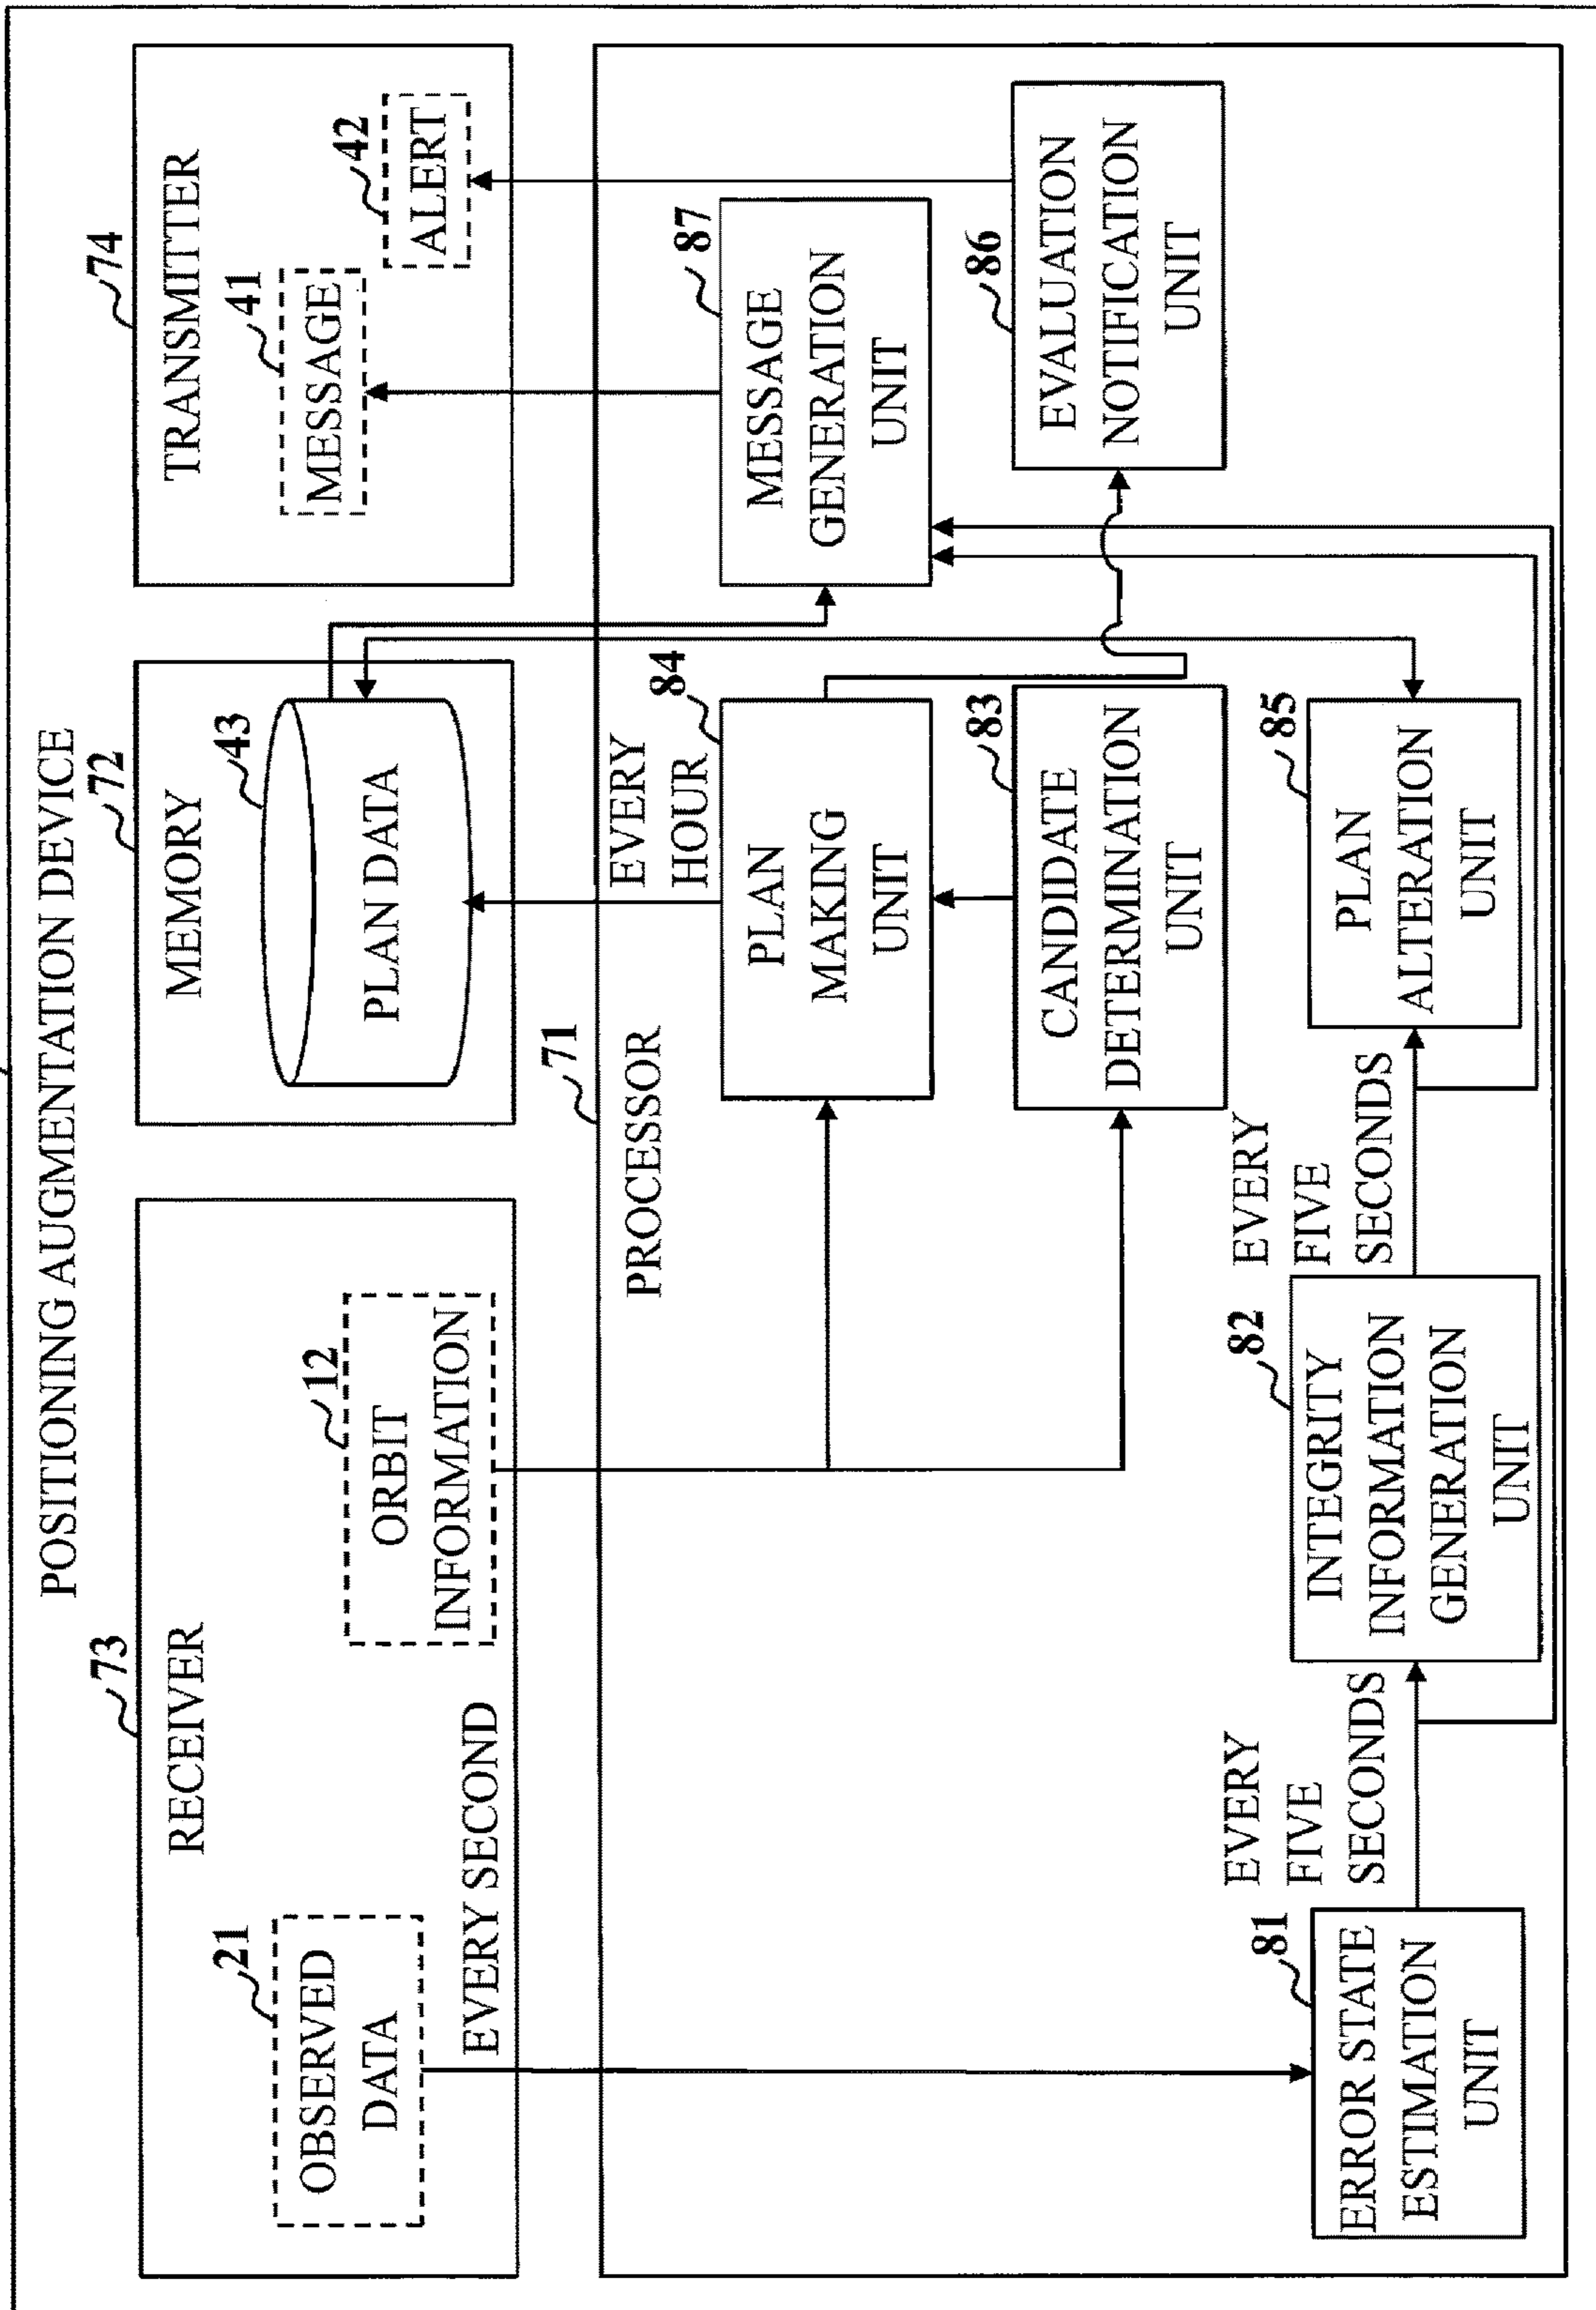 POSITIONING AUGMENTATION DEVICE
73
RECEIVER
21
OBSERVED
DATA
EVERY SECOND
12
ORBIT
INFORMATION
72
MEMORY
43
PLAN DATA
74
TRANSMITTER
41
MESSAGE
42
ALERT
71
PROCESSOR
EVERY
HOUR
84
PLAN
MAKING
UNIT
87
MESSAGE
GENERATION
UNIT
83
CANDIDATE
DETERMINATION
UNIT
86
EVALUATION
NOTIFICATION
UNIT
81
ERROR STATE
ESTIMATION
UNIT
EVERY
FIVE
SECONDS
82
INTEGRITY
INFORMATION
GENERATION
UNIT
EVERY
FIVE
SECONDS
85
PLAN
ALTERATION
UNIT